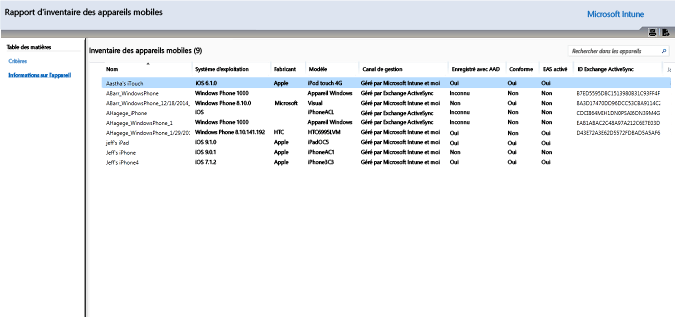 Rapport d'inventaire des appareils mobiles
Microsoft Intune
Table des matières
Critères
Informations sur l'appareil
Inventaire des appareils mobiles (9)
Rechercher dans les appareils
Nom Système d'exploitation Fabricant Modèle Canal de gestion Enregistré avec AAD Conforme EAS activé ID Exchange ActiveSync
Aastha's iTouch iOS 6.1.0 Apple iPod touch 4G Géré par Microsoft Intune et moi Oui Oui Oui
ABarr_WindowsPhone Windows Phone 1000 Appareil Windows Géré par Exchange ActiveSync Inconnu Non Non
ABarr_WindowsPhone_12/18/2014_ Windows Phone 8.10.0 Microsoft Visual Géré par Microsoft Intune et moi Non Oui Non
AHagege_iPhone iOS iPhoneACL Géré par Exchange ActiveSync Inconnu Non Non
AHagege_WindowsPhone_1 Windows Phone 1000 Appareil Windows Géré par Exchange ActiveSync Inconnu Non Non
AHagege_WindowsPhone_1/29/20: Windows Phone 8.10.141.192 HTC HTC6995LVM Géré par Microsoft Intune et moi Oui Non Oui
Jeff's iPad iOS 9.1.0 Apple iPadOC5 Géré par Microsoft Intune et moi Oui Oui Oui
Jeff's iPhone iOS 9.0.1 Apple iPhoneAC1 Géré par Microsoft Intune et moi Non Oui Non
Jeff's iPhone4 iOS 7.1.2 Apple iPhone3C3 Géré par Microsoft Intune et moi Oui Oui Oui